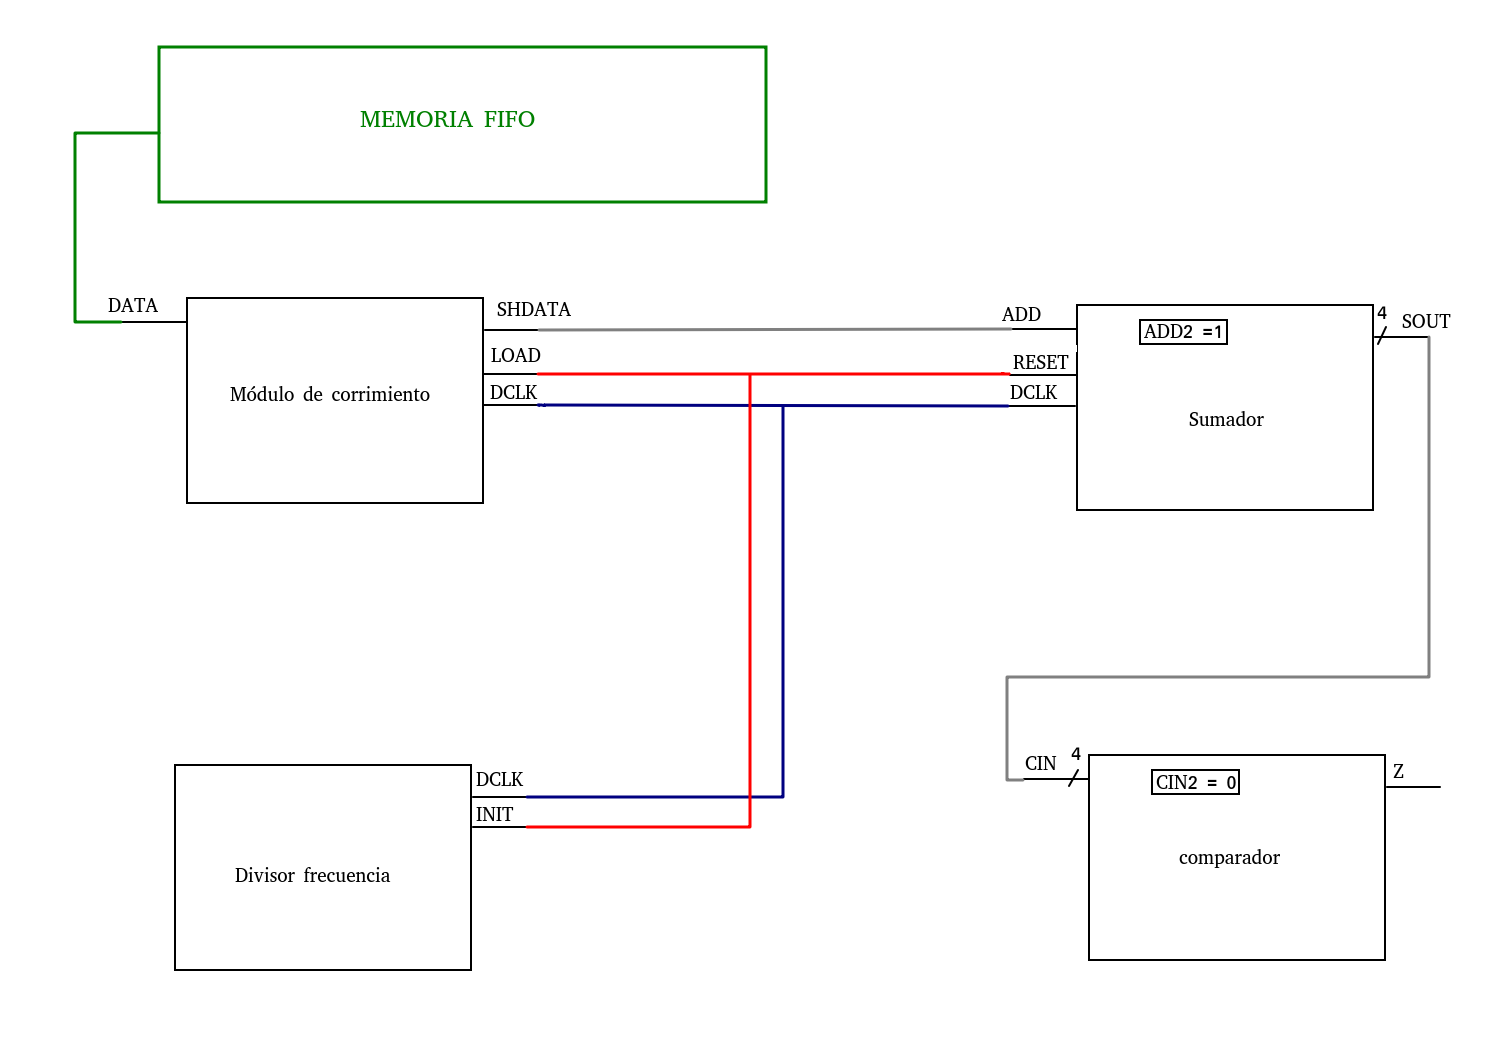 MEMORIA FIFO
DATA
SHDATA
LOAD
DCLK
Módulo de corrimiento
ADD
RESET
DCLK
ADD2 =1
Sumador
4
SOUT
DCLK
INIT
Divisor frecuencia
CIN
4
CIN2 = 0
comparador
Z